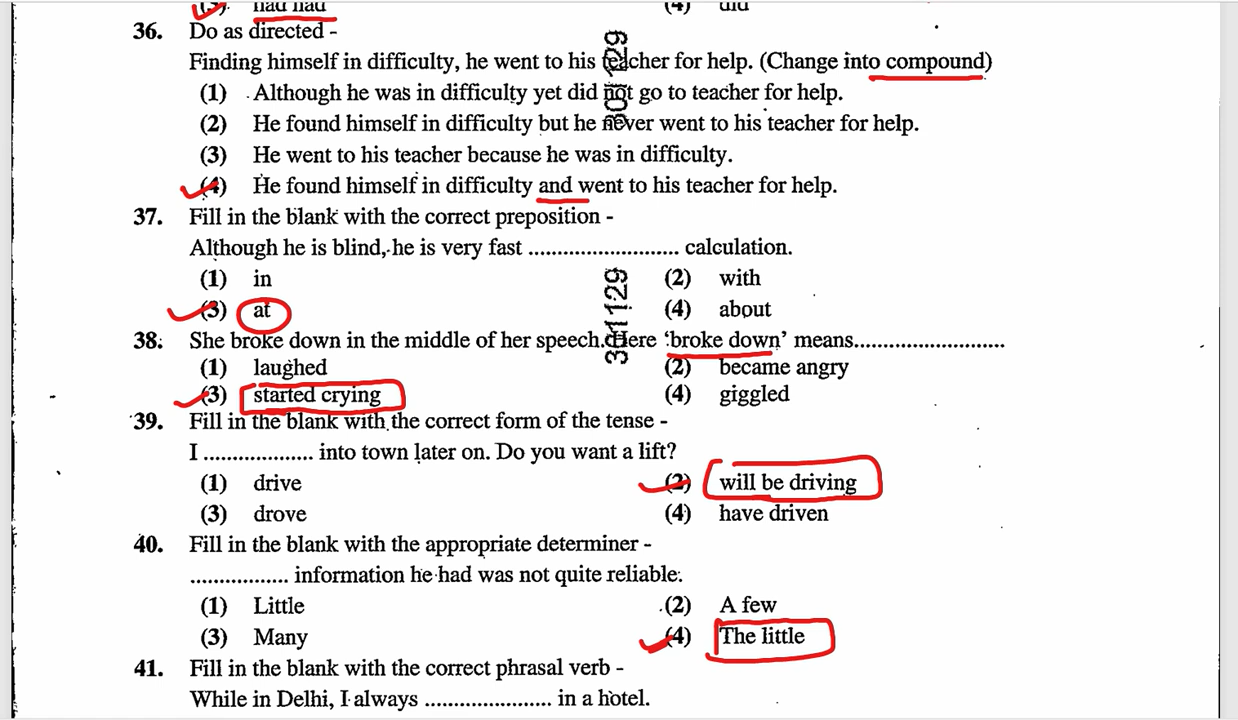 (3) had had (4) did
36. Do as directed -
Finding himself in difficulty, he went to his teacher for help. (Change into compound)
(1) Although he was in difficulty yet did not go to teacher for help.
(2) He found himself in difficulty but he never went to his teacher for help.
(3) He went to his teacher because he was in difficulty.
(4) He found himself in difficulty and went to his teacher for help.
37. Fill in the blank with the correct preposition -
Although he is blind, he is very fast ............................ calculation.
(1) in (2) with
(3) at (4) about
38. She broke down in the middle of her speech. Here ‘broke down’ means............................
(1) laughed (2) became angry
(3) started crying (4) giggled
39. Fill in the blank with the correct form of the tense -
I .................... into town later on. Do you want a lift?
(1) drive (2) will be driving
(3) drove (4) have driven
40. Fill in the blank with the appropriate determiner -
.................. information he had was not quite reliable.
(1) Little (2) A few
(3) Many (4) The little
41. Fill in the blank with the correct phrasal verb -
While in Delhi, I always ....................... in a hotel.
301129
301129